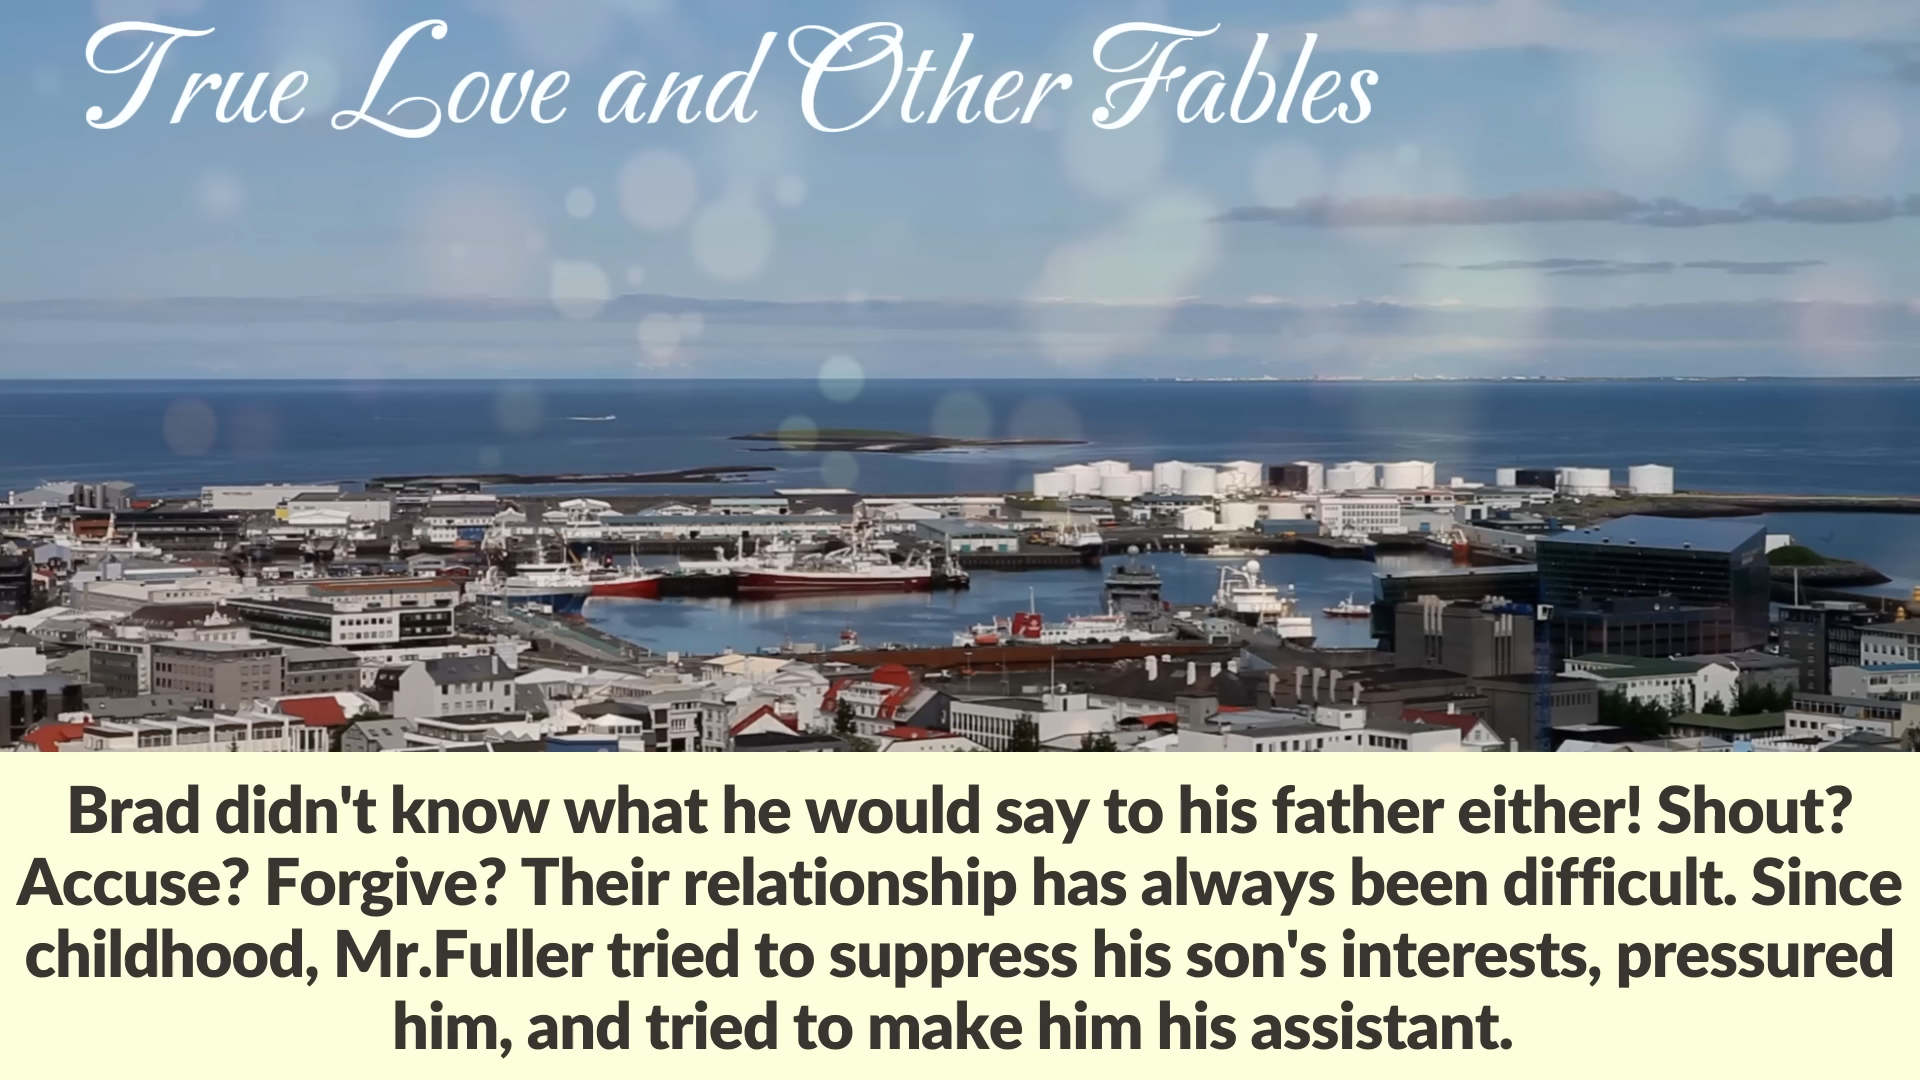 True Love and Other Fables
Brad didn't know what he would say to his father either! Shout?
Accuse? Forgive? Their relationship has always been difficult. Since
childhood, Mr.Fuller tried to suppress his son's interests, pressured
him, and tried to make him his assistant.